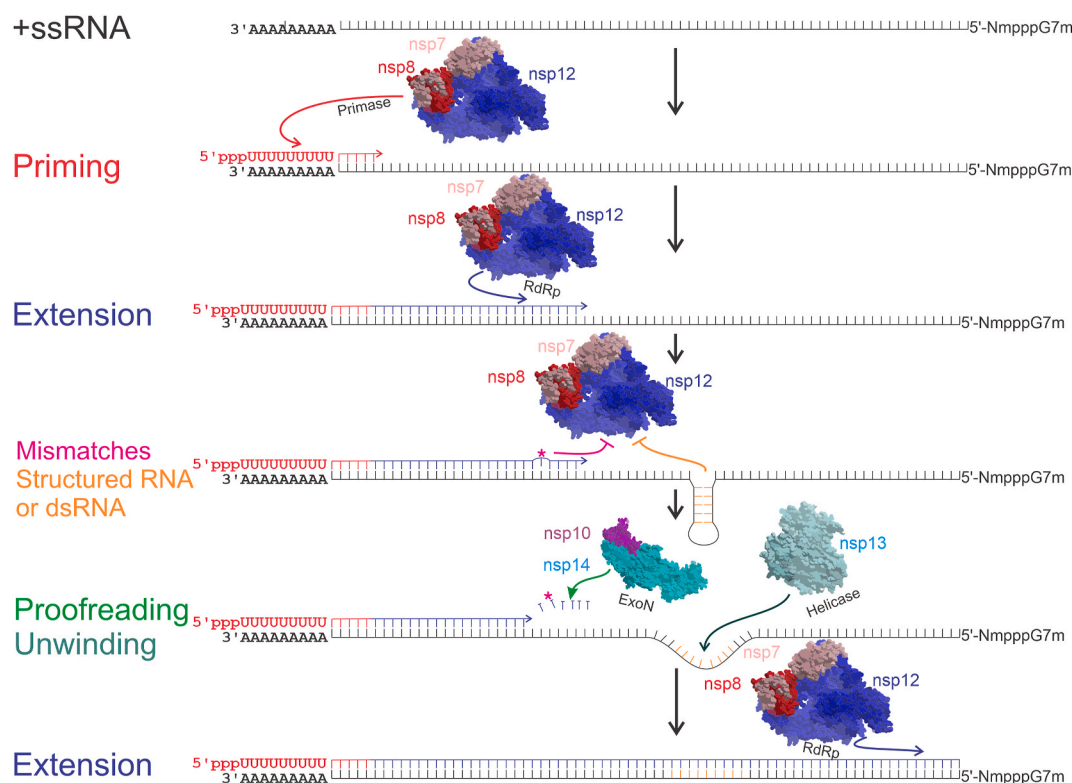 +ssRNA
3'AAAAAAAAA
5'-NmpppG7m
nsp7
nsp8
nsp12
Primase
Priming
5'pppUUUUUUUUU
3'AAAAAAAAA
5'-NmpppG7m
nsp7
nsp8
nsp12
RdRp
Extension
5'pppUUUUUUUUU
3'AAAAAAAAA
5'-NmpppG7m
nsp7
nsp8
nsp12
Mismatches
*
5'pppUUUUUUUUU
Structured RNA
3'AAAAAAAAA
5'-NmpppG7m
or dsRNA
nsp10
nsp13
nsp14
ExoN
Helicase
Proofreading
*
5'pppUUUUUUUUU
Unwinding
3'AAAAAAAAA
5'-NmpppG7m
nsp7
nsp8
nsp12
RdRp
Extension
5'pppUUUUUUUUU
3'AAAAAAAAA
5'-NmpppG7m